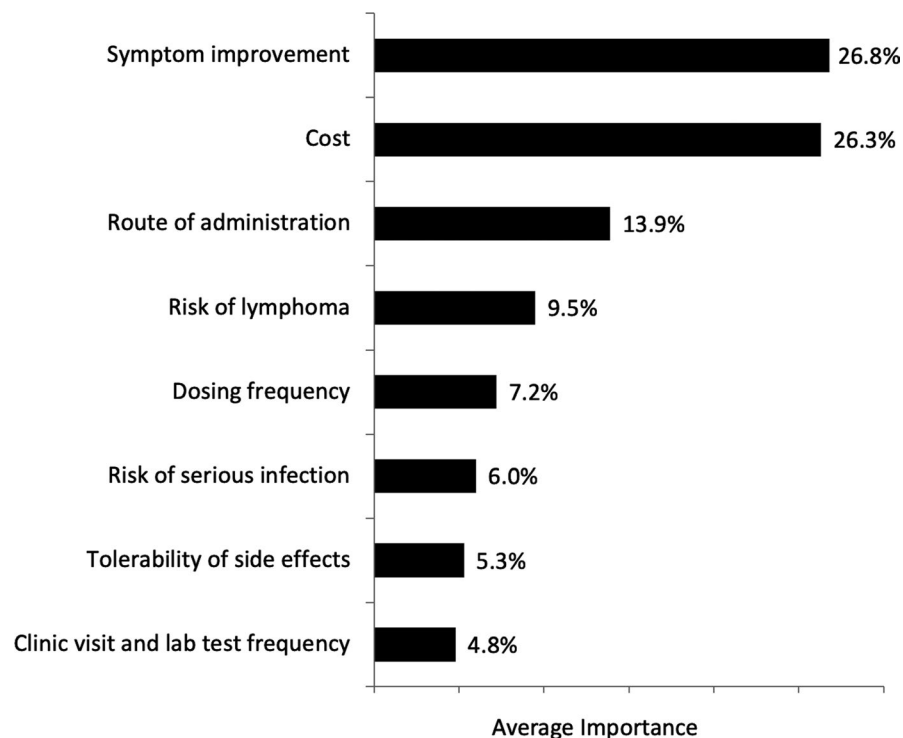 Symptom improvement 26.8%
Cost 26.3%
Route of administration 13.9%
Risk of lymphoma 9.5%
Dosing frequency 7.2%
Risk of serious infection 6.0%
Tolerability of side effects 5.3%
Clinic visit and lab test frequency 4.8%
Average Importance